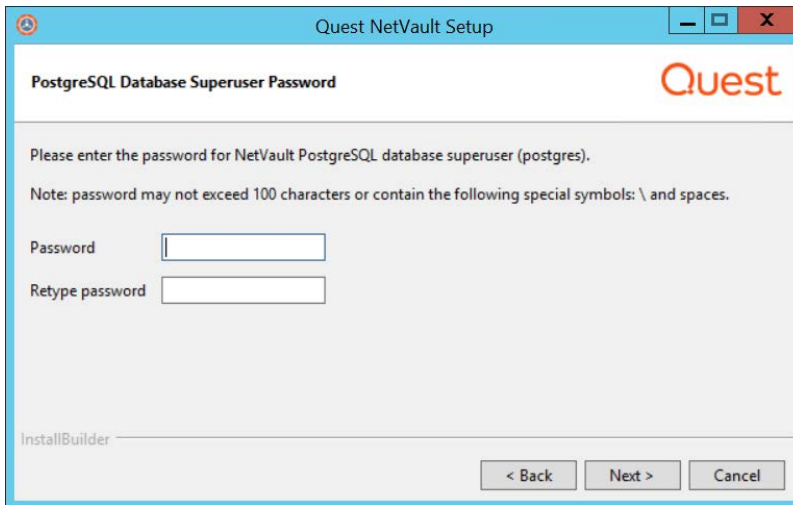 Quest NetVault Setup
PostgreSQL Database Superuser Password
Quest
Please enter the password for NetVault PostgreSQL database superuser (postgres).
Note: password may not exceed 100 characters or contain the following special symbols: \ and spaces.
Password
Retype password
InstallBuilder
< Back
Next >
Cancel